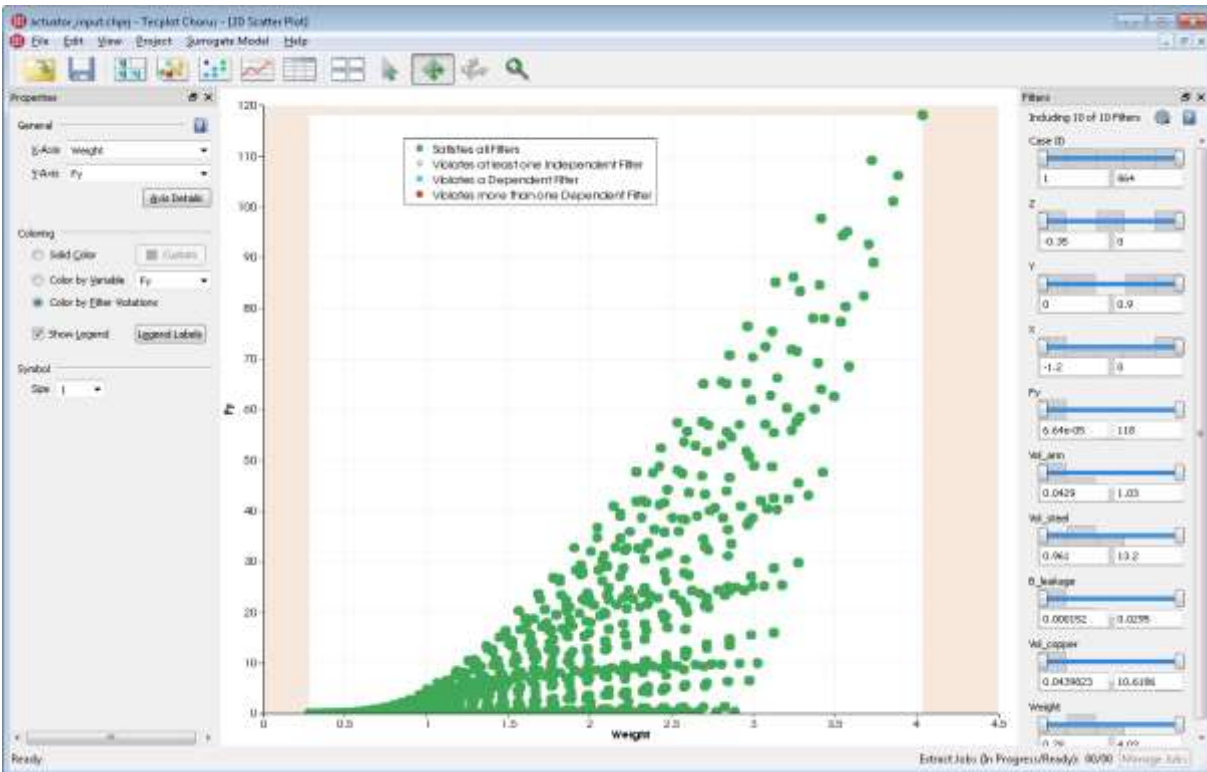 actuator_input.chprj - Tecplot Chorus - [2D Scatter Plot]
File Edit View Project Surrogate Model Help
Properties
General
X-Axis Weight
Y-Axis Fy
Axis Details
Coloring
Solid Color Custom
Color by Variable Fy
Color by Filter Violations
Show Legend Legend Labels
Symbol
Size 1
Satisfies all Filters
Violates at least one Independent Filter
Violates a Dependent Filter
Violates more than one Dependent Filter
Fy
120
110
100
90
80
70
60
50
40
30
20
10
0
0 0.5 1 1.5 2 2.5 3 3.5 4 4.5
Weight
Filters
Including 10 of 10 Filters
Case ID
1 864
Z
-0.35 0
Y
0 0.9
X
-1.2 0
Fy
6.64e-05 118
Vol_arm
0.0429 1.03
Vol_steel
0.961 13.2
B_leakage
0.000152 0.0295
Vol_copper
0.0439823 10.6186
Weight
0.28 4.03
Ready
Extract Jobs (In Progress/Ready): 00/00 Manage Jobs